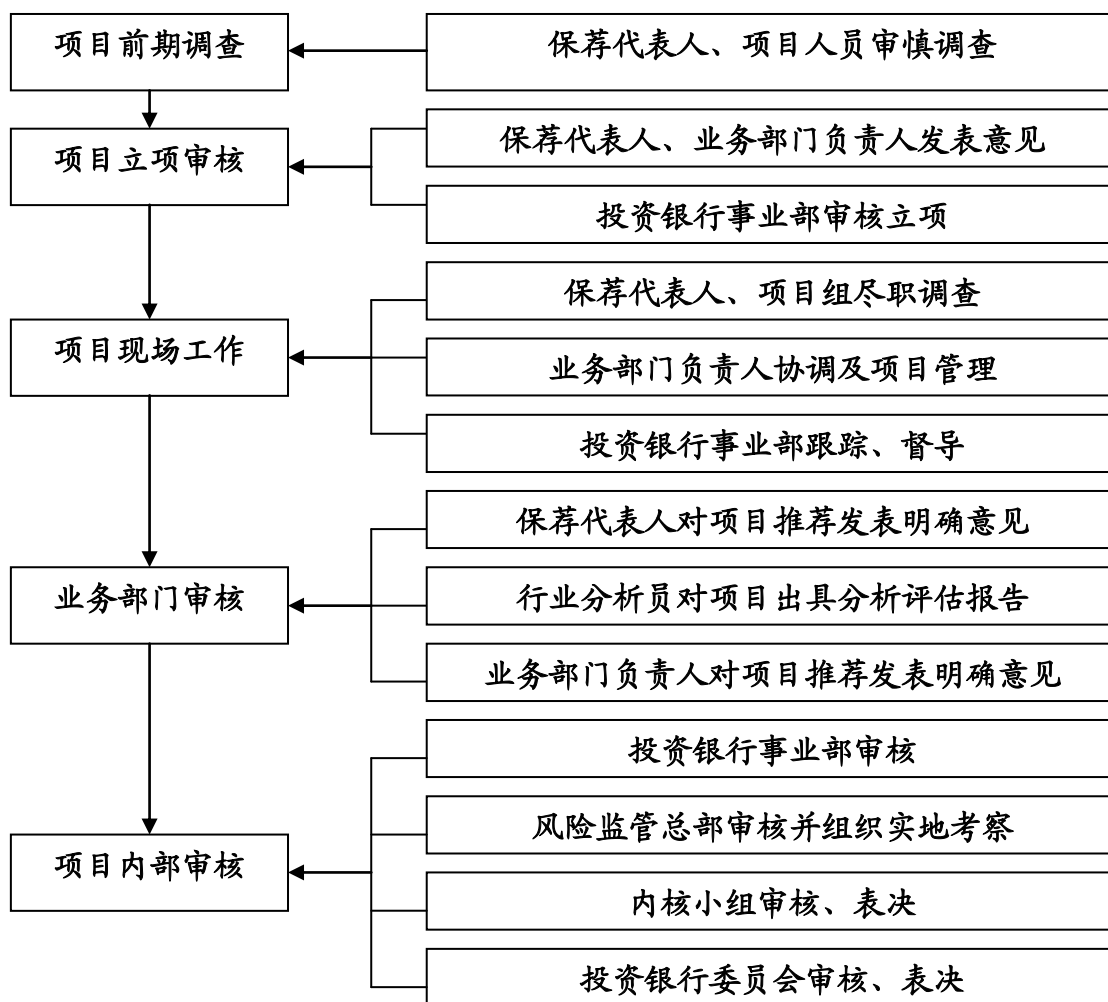 项目前期调查
保荐代表人、项目人员审慎调查
项目立项审核
保荐代表人、业务部门负责人发表意见
投资银行事业部审核立项
项目现场工作
保荐代表人、项目组尽职调查
业务部门负责人协调及项目管理
投资银行事业部跟踪、督导
业务部门审核
保荐代表人对项目推荐发表明确意见
行业分析员对项目出具分析评估报告
业务部门负责人对项目推荐发表明确意见
项目内部审核
投资银行事业部审核
风险监管总部审核并组织实地考察
内核小组审核、表决
投资银行委员会审核、表决